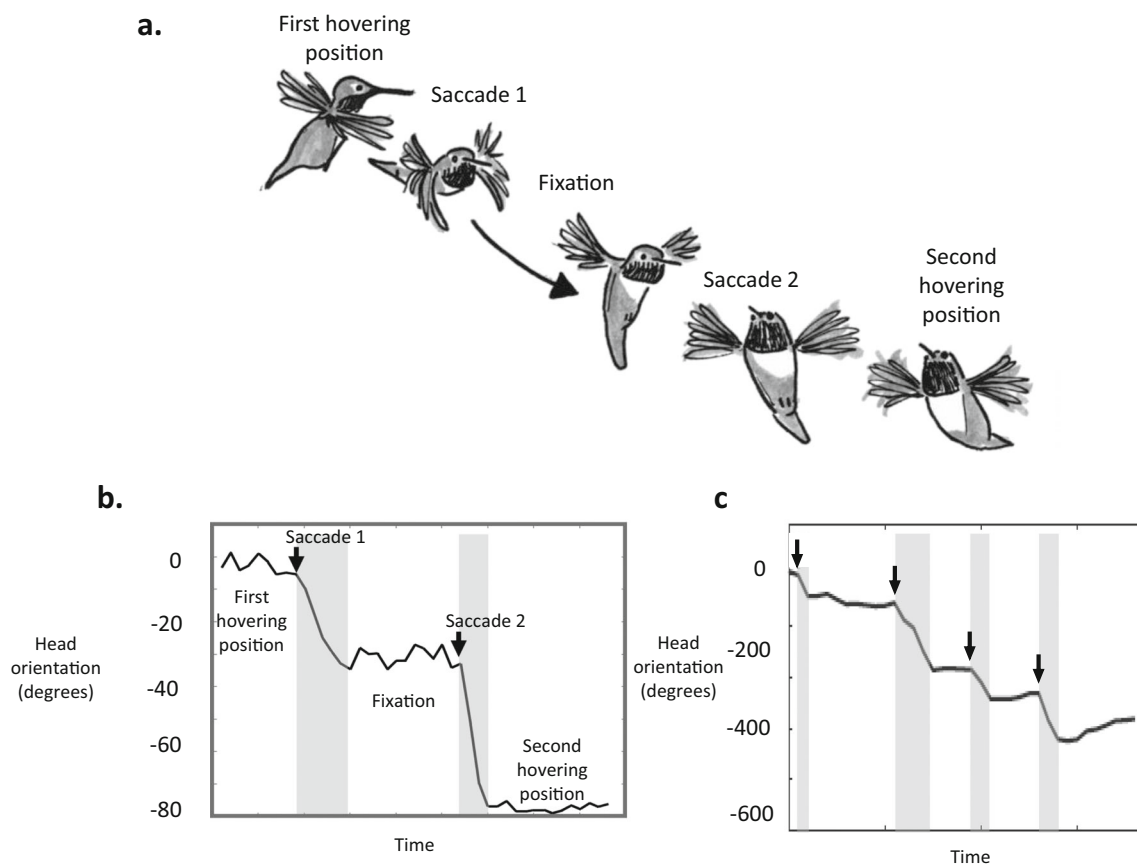 a.
First hovering
position
Saccade 1
Fixation
Saccade 2
Second
hovering
position
b.
Head
orientation
(degrees)
0
-20
-40
-60
-80
Saccade 1
First
hovering
position
Saccade 2
Fixation
Second
hovering
position
Time
c
Head
orientation
(degrees)
0
-200
-400
-600
Time